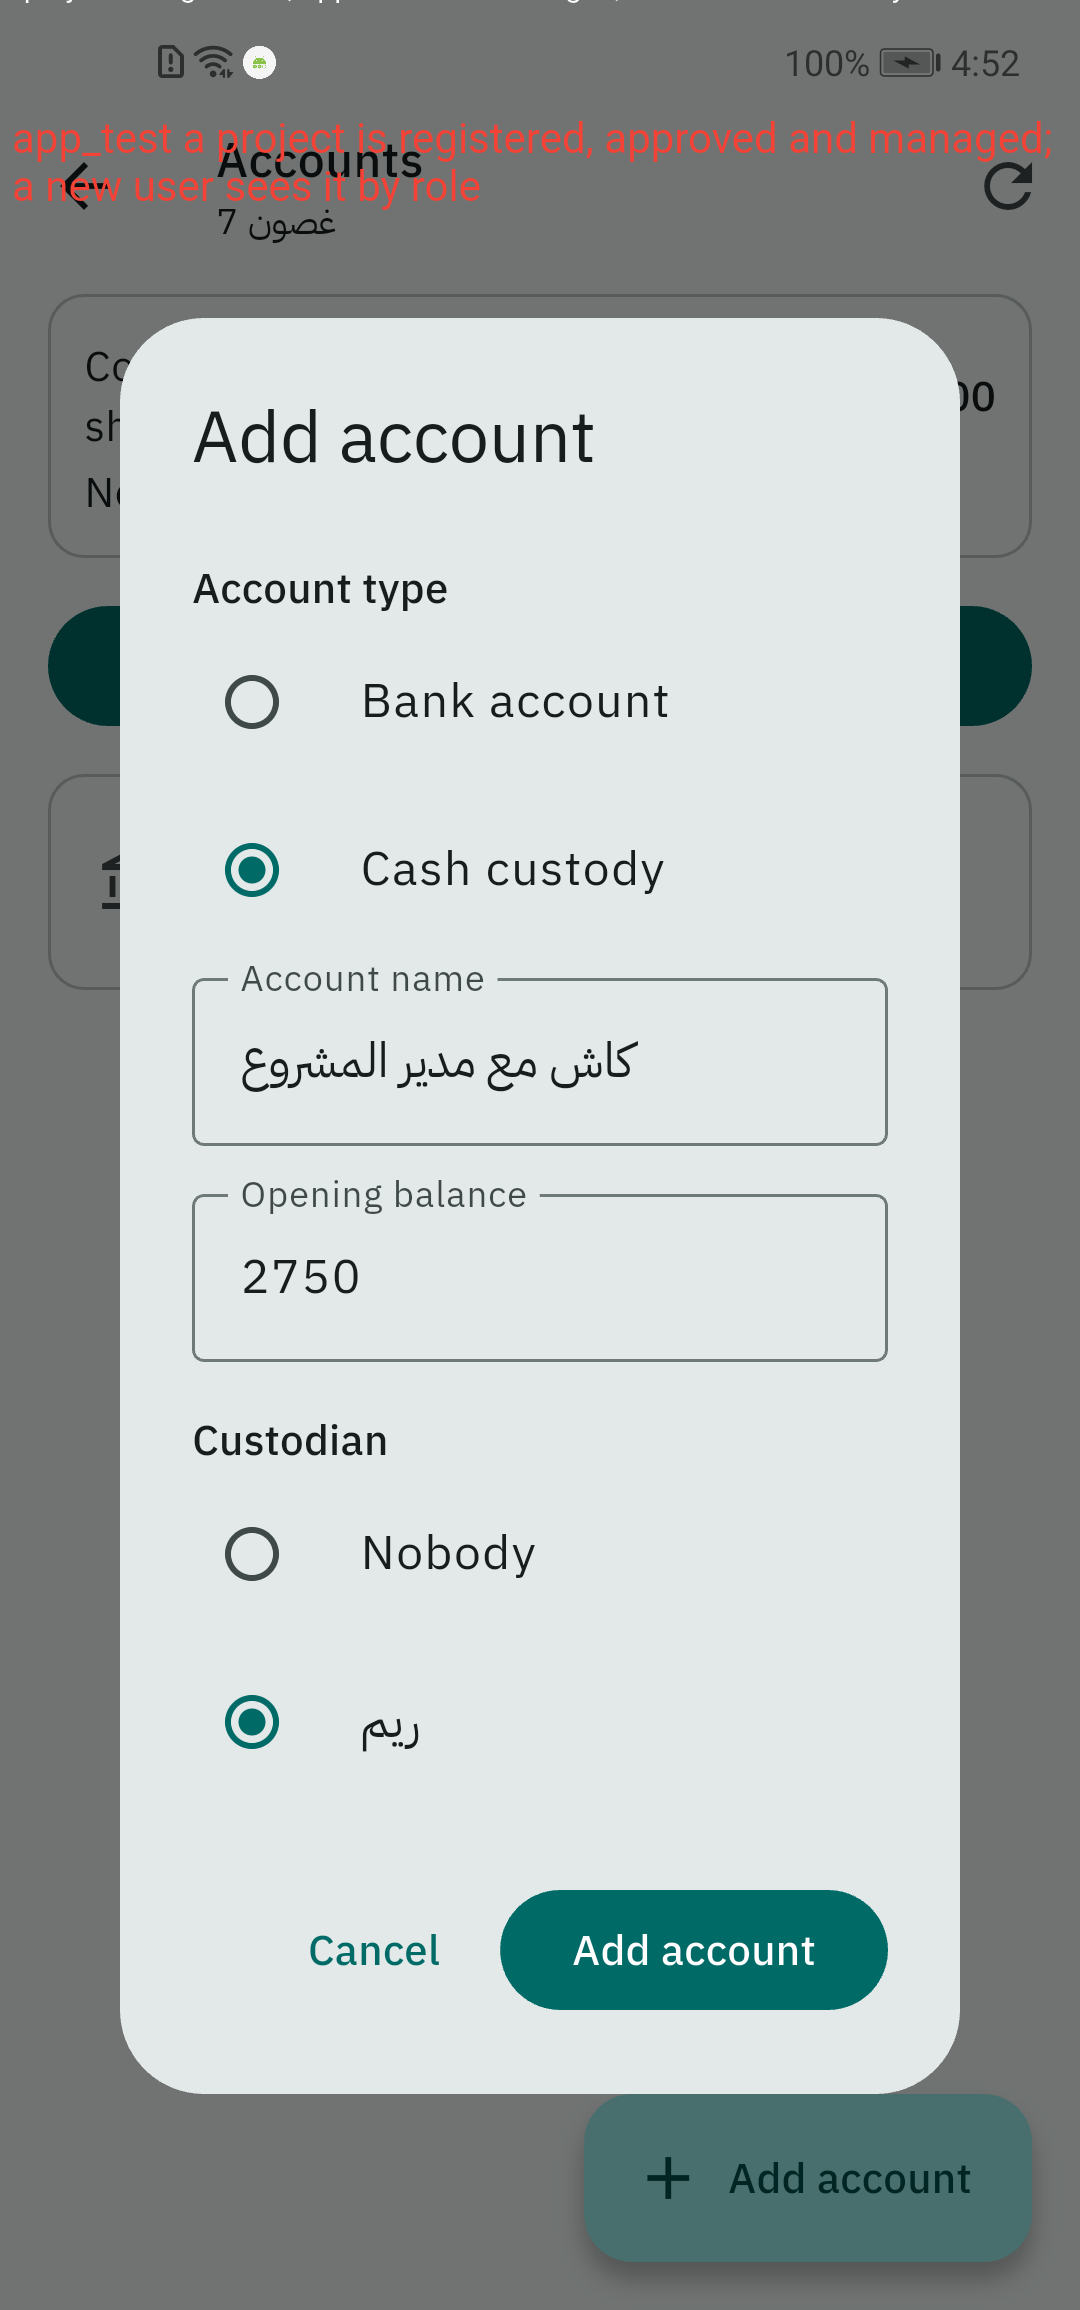 100% 4:52
app_test a project is registered, approved and managed;
a new user sees it by role
Accounts
غصون 7
Add account
Account type
Bank account
Cash custody
Account name
كاش مع مدير المشروع
Opening balance
2750
Custodian
Nobody
ريم
Cancel Add account
Add account